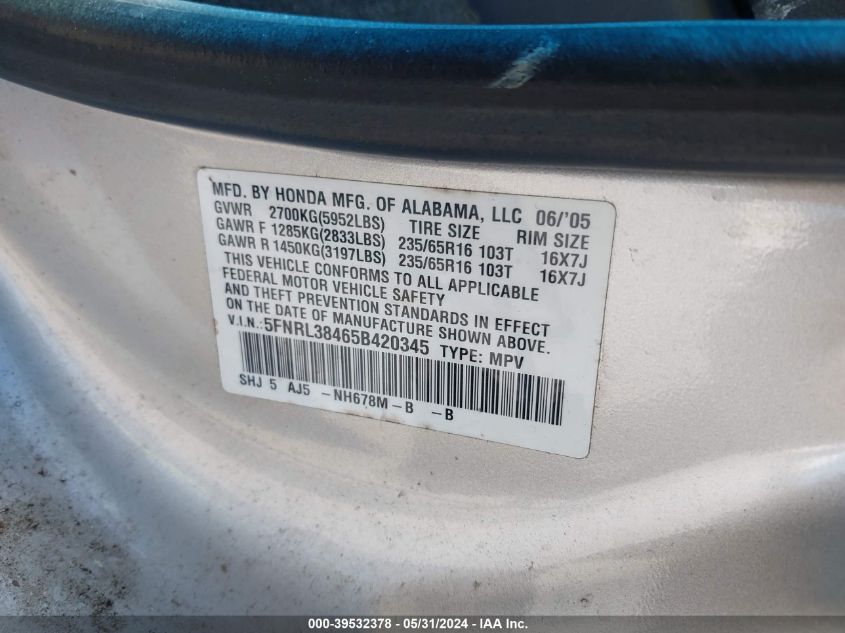 MFD. BY HONDA MFG. OF ALABAMA, LLC 06/'05
GVWR 2700KG(5952LBS) TIRE SIZE RIM SIZE
GAWR F 1285KG(2833LBS) 235/65R16 103T 16X7J
GAWR R 1450KG(3197LBS) 235/65R16 103T 16X7J
THIS VEHICLE CONFORMS TO ALL APPLICABLE
FEDERAL MOTOR VEHICLE SAFETY
AND THEFT PREVENTION STANDARDS IN EFFECT
ON THE DATE OF MANUFACTURE SHOWN ABOVE.
V.I.N.:5FNRL38465B420345 TYPE: MPV
SHJ 5 AJ5 -NH678M-B -B
000-39532378 - 05/31/2024 - IAA Inc.